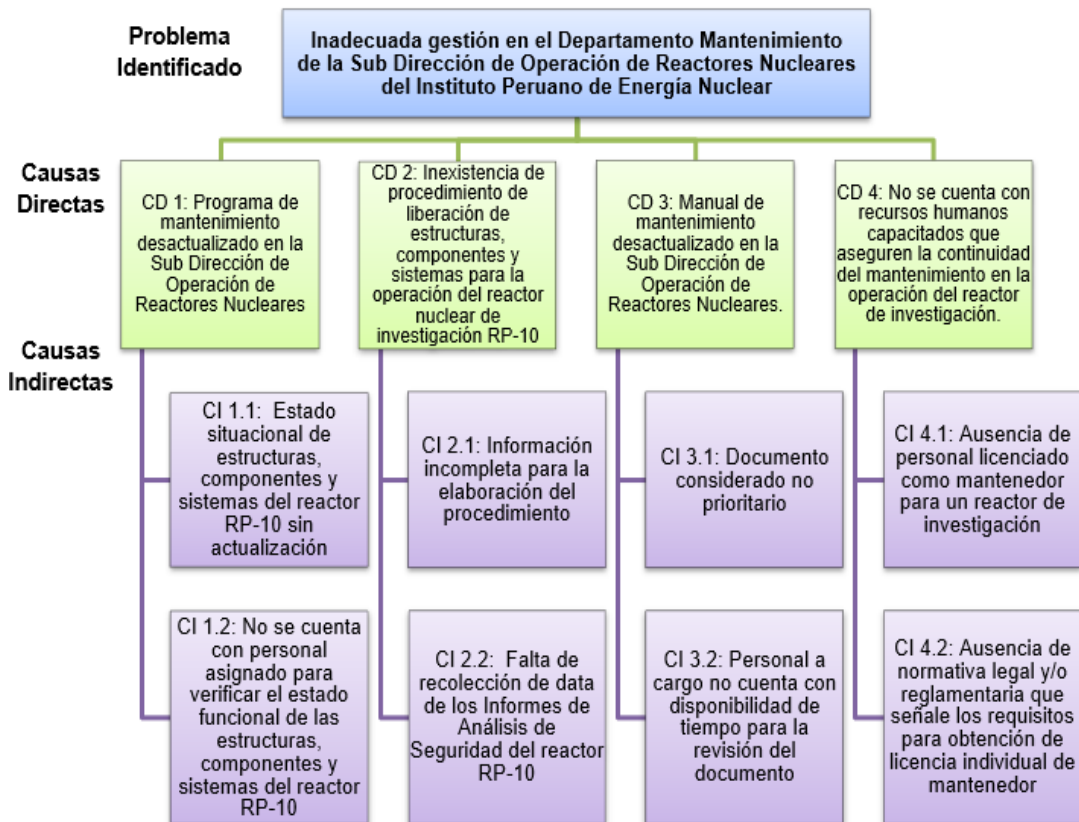 Problema
Identificado
Inadecuada gestión en el Departamento Mantenimiento
de la Sub Dirección de Operación de Reactores Nucleares
del Instituto Peruano de Energía Nuclear
Causas
Directas
CD 1: Programa de
mantenimiento
desactualizado en la
Sub Dirección de
Operación de
Reactores Nucleares
CD 2: Inexistencia de
procedimiento de
liberación de
estructuras,
componentes y
sistemas para la
operación del reactor
nuclear de
investigación RP-10
CD 3: Manual de
mantenimiento
desactualizado en la
Sub Dirección de
Operación de
Reactores Nucleares.
CD 4: No se cuenta con
recursos humanos
capacitados que
aseguren la continuidad
del mantenimiento en la
operación del reactor
de investigación.
Causas
Indirectas
CI 1.1: Estado
situacional de
estructuras,
componentes y
sistemas del reactor
RP-10 sin
actualización
CI 2.1: Información
incompleta para la
elaboración del
procedimiento
CI 3.1: Documento
considerado no
prioritario
CI 4.1: Ausencia de
personal licenciado
como mantenedor
para un reactor de
investigación
CI 1.2: No se cuenta
con personal
asignado para
verificar el estado
funcional de las
estructuras,
componentes y
sistemas del reactor
RP-10
CI 2.2: Falta de
recolección de data
de los Informes de
Análisis de
Seguridad del reactor
RP-10
CI 3.2: Personal a
cargo no cuenta con
disponibilidad de
tiempo para la
revisión del
documento
CI 4.2: Ausencia de
normativa legal y/o
reglamentaria que
señale los requisitos
para obtención de
licencia individual de
mantenedor